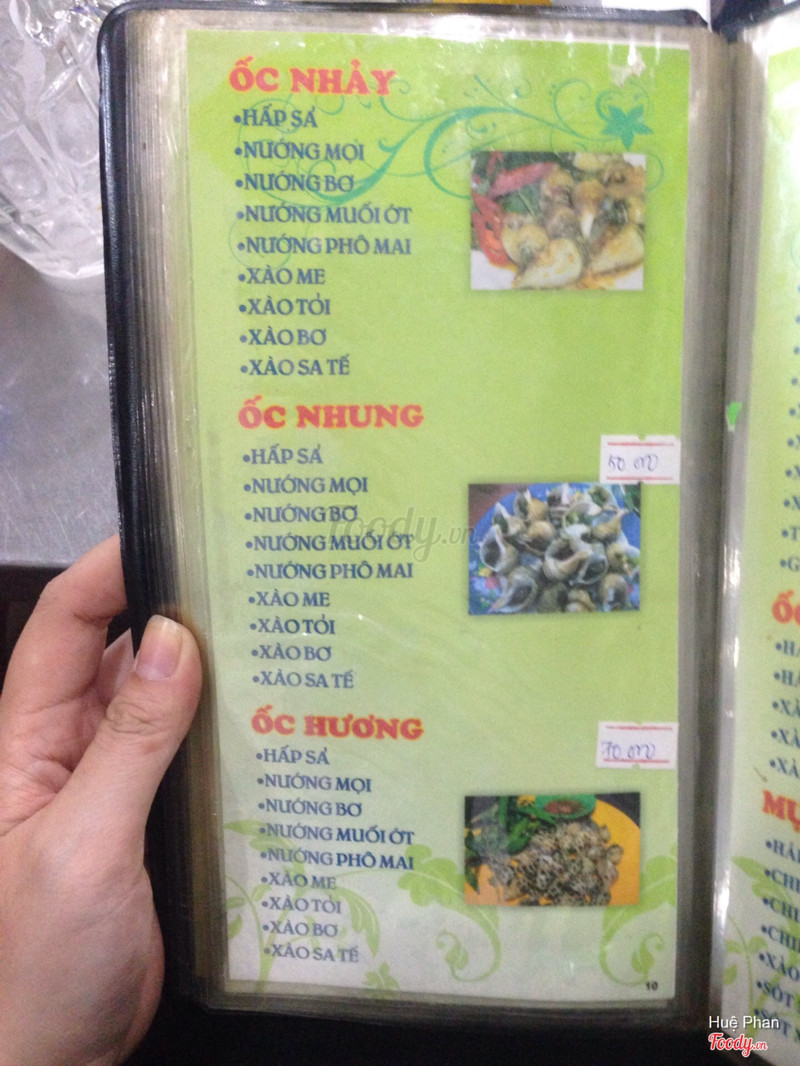 ỐC NHẢY
•HẤP SẢ
•NƯỚNG MỌI
•NƯỚNG BƠ
•NƯỚNG MUỐI ỚT
•NƯỚNG PHÔ MAI
•XÀO ME
•XÀO TỎI
•XÀO BƠ
•XÀO SA TẾ
ỐC NHUNG
50.000
•HẤP SẢ
•NƯỚNG MỌI
•NƯỚNG BƠ
•NƯỚNG MUỐI ỚT
•NƯỚNG PHÔ MAI
•XÀO ME
•XÀO TỎI
•XÀO BƠ
•XÀO SA TẾ
ỐC HƯƠNG
70.000
•HẤP SẢ
•NƯỚNG MỌI
•NƯỚNG BƠ
•NƯỚNG MUỐI ỚT
•NƯỚNG PHÔ MAI
•XÀO ME
•XÀO TỎI
•XÀO BƠ
•XÀO SA TẾ
10
foody.vn
Huệ Phan
Foody.vn